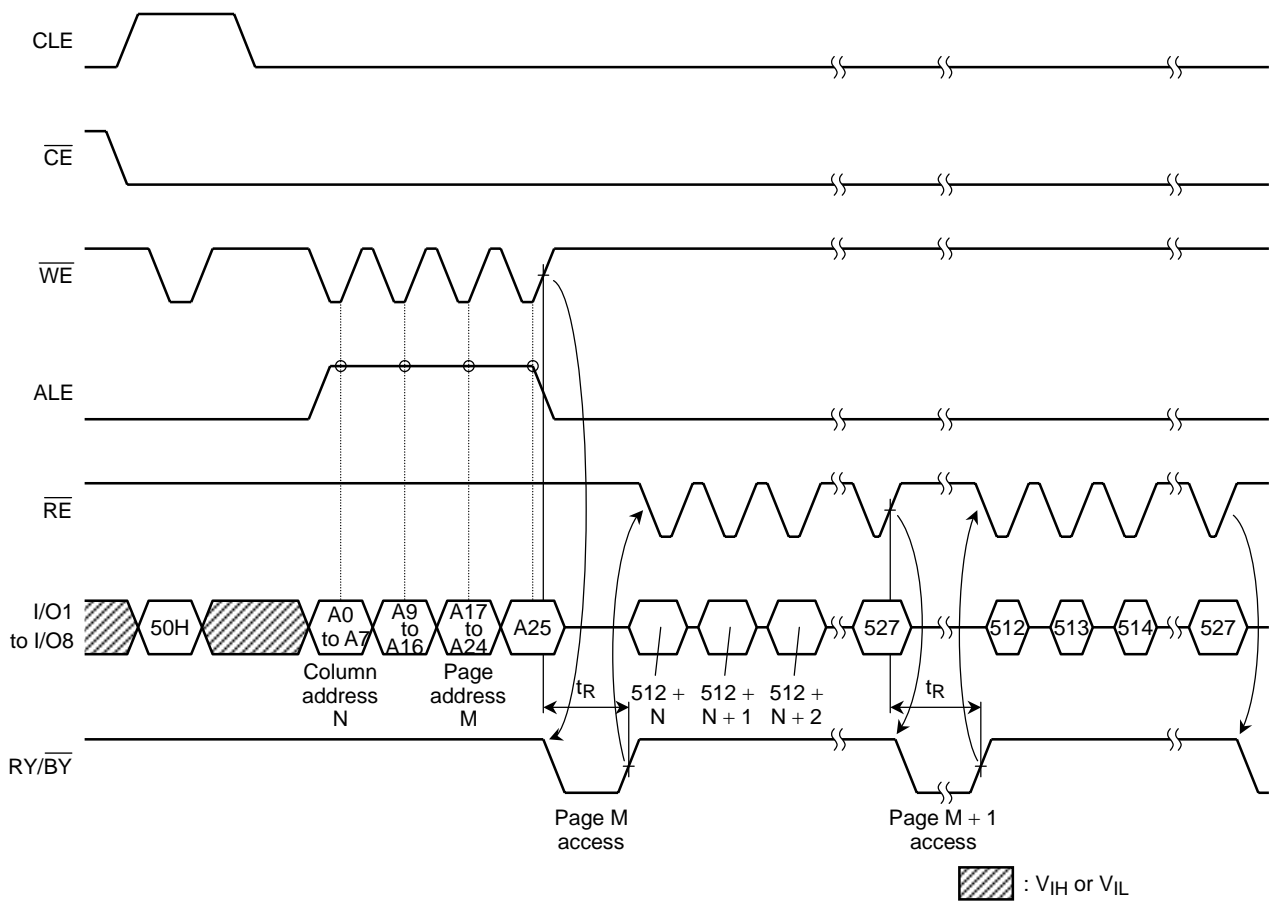 CLE
CE
WE
ALE
RE
I/O1
to I/O8
50H
A0
to A7
A9
to
A16
A17
to
A24
A25
527
512
513
514
527
Column
address
N
Page
address
M
tR
512 +
N
512 +
N + 1
512 +
N + 2
tR
RY/BY
Page M
access
Page M + 1
access
: VIH or VIL